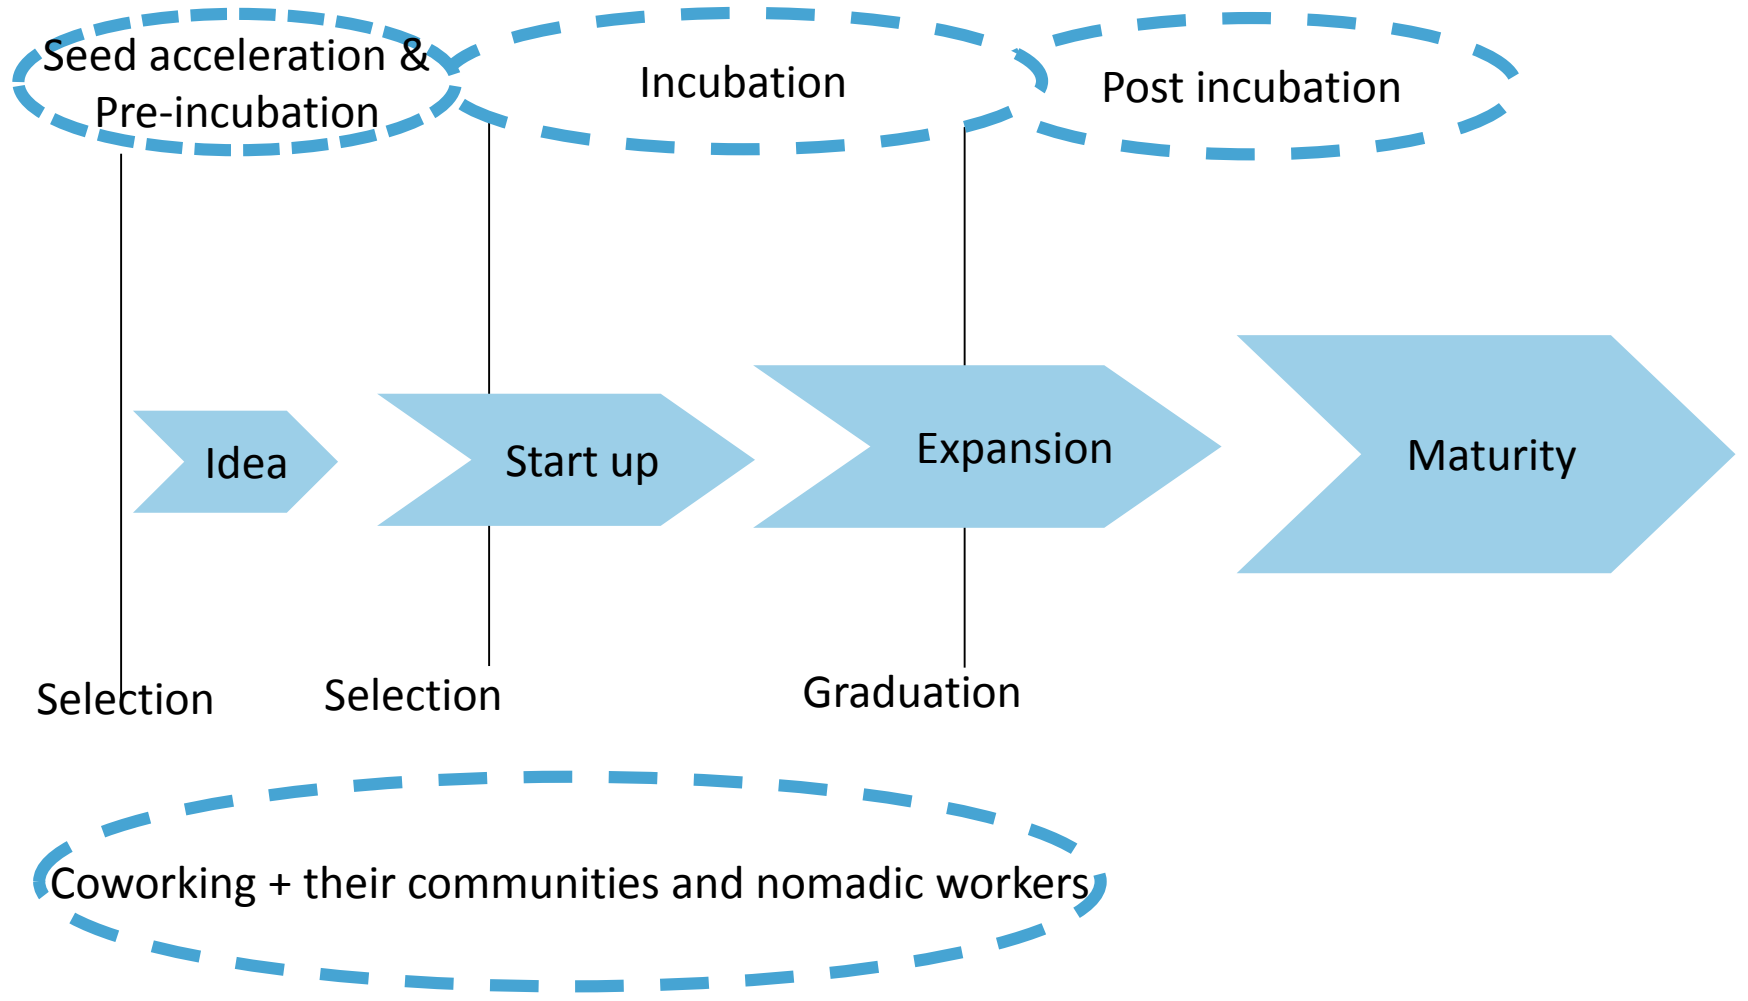 Seed acceleration &
Pre-incubation
Incubation
Post incubation
Idea
Start up
Expansion
Maturity
Selection
Selection
Graduation
Coworking + their communities and nomadic workers